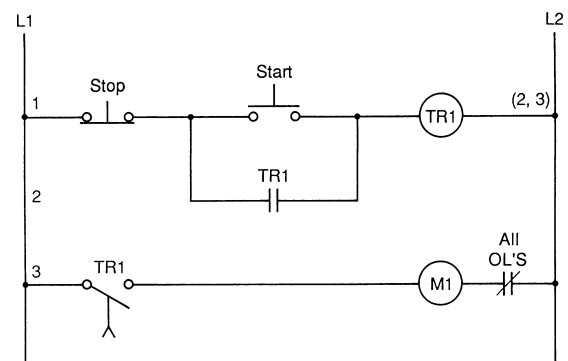 L1
L2
Stop
Start
1
TR1
(2, 3)
TR1
2
All
OL'S
3
TR1
M1